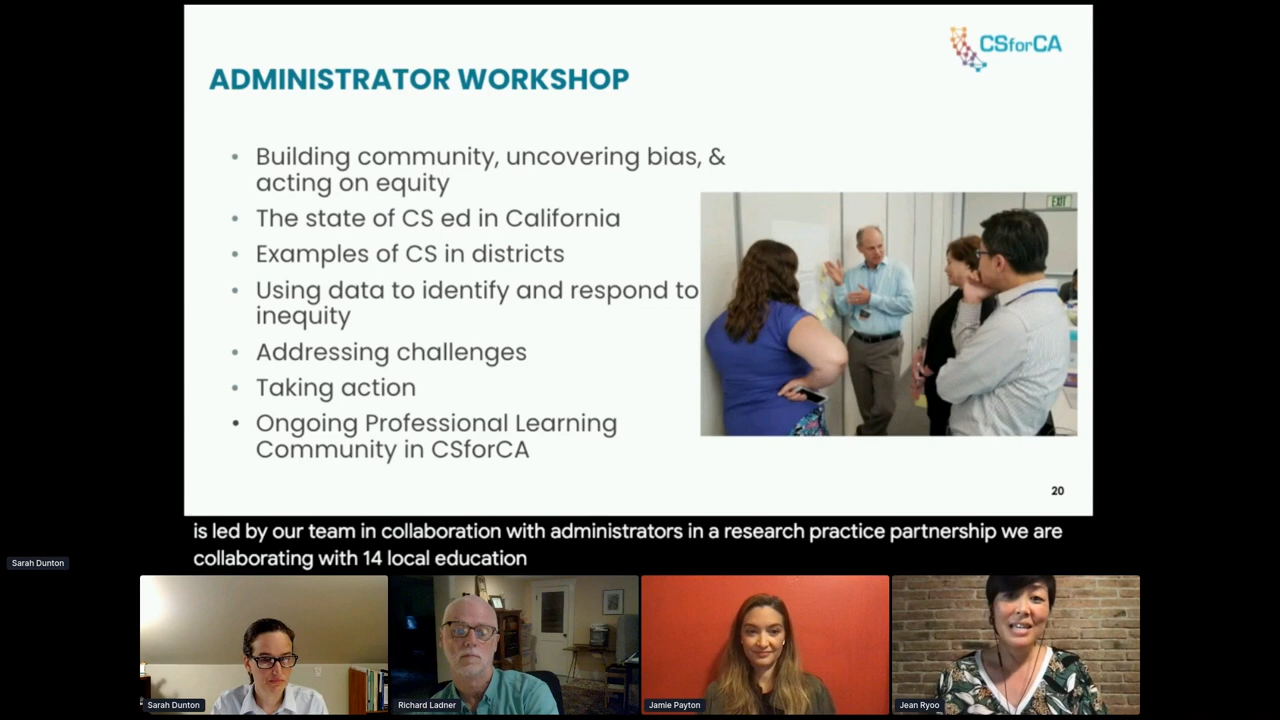 CSforCA
ADMINISTRATOR WORKSHOP
• Building community, uncovering bias, &
acting on equity
• The state of CS ed in California
• Examples of CS in districts
• Using data to identify and respond to
inequity
• Addressing challenges
• Taking action
• Ongoing Professional Learning
Community in CSforCA
EXIT
20
is led by our team in collaboration with administrators in a research practice partnership we are
collaborating with 14 local education
Sarah Dunton
Sarah Dunton
Richard Ladner
Jamie Payton
Jean Ryoo